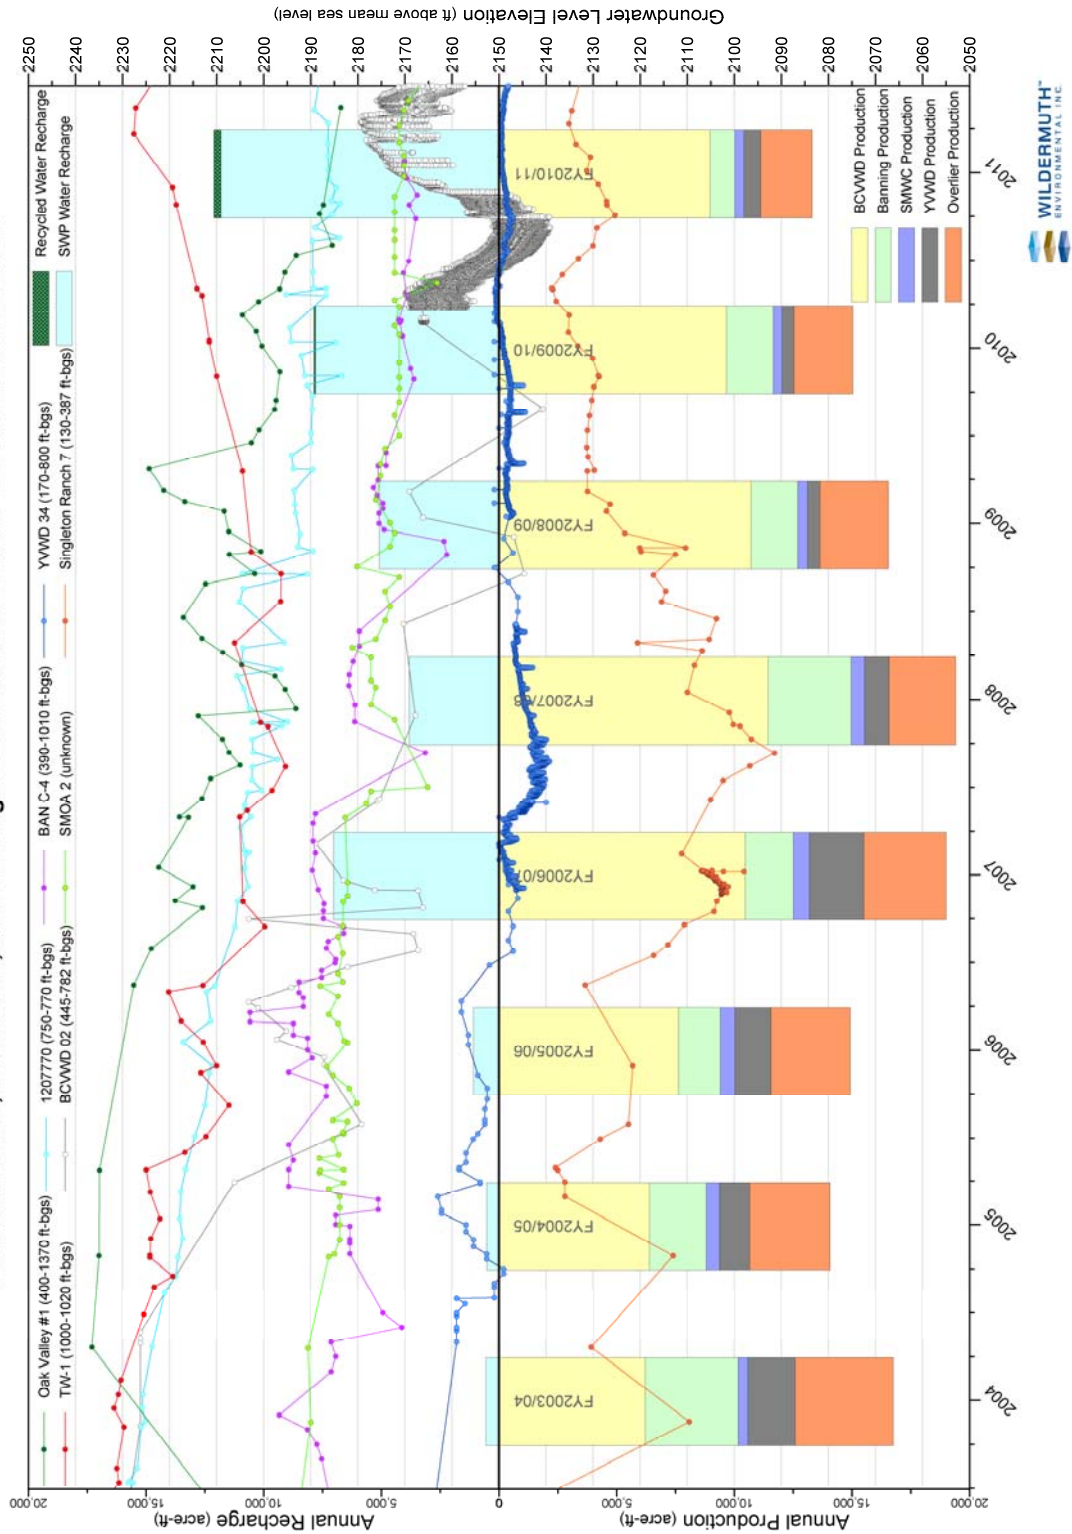 Groundwater Level Elevation (ft above mean sea level)
2250
2230
2220
2210
2200
2190
2180
2170
2160
2150
2140
2130
2120
2110
2100
2090
2080
2070
2060
2050
Oak Valley #1 (400-1370 ft-bgs)
1207770 (750-770 ft-bgs)
BAN C-4 (390-1010 ft-bgs)
YVWD 34 (170-800 ft-bgs)
Recycled Water Recharge
TW-1 (1000-1020 ft-bgs)
BCVWD 02 (445-782 ft-bgs)
SMOA 2 (unknown)
Singleton Ranch 7 (130-387 ft-bgs)
SWP Water Recharge
FY2003/04
FY2004/05
FY2005/06
FY2006/07
FY2007/08
FY2008/09
FY2009/10
FY2010/11
BCVWD Production
Banning Production
SMWC Production
YVWD Production
Overlier Production
20,000
15,000
10,000
5,000
0
5,000
10,000
15,000
20,000
Annual Recharge (acre-ft)
Annual Production (acre-ft)
2004
2005
2006
2007
2008
2009
2010
2011
WILDERMUTH™
ENVIRONMENTAL INC.